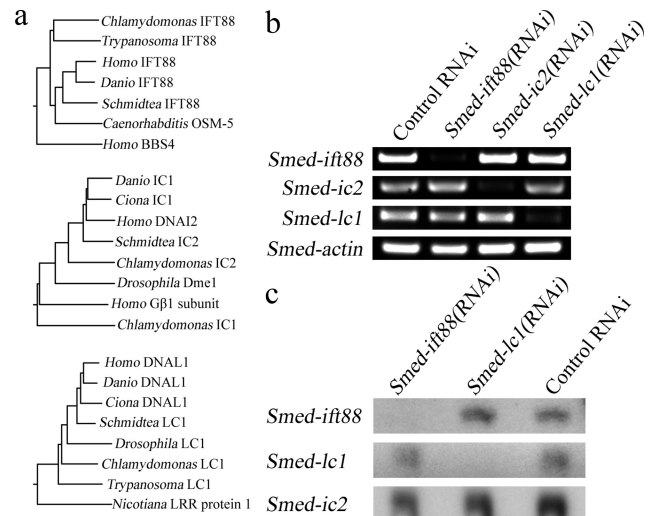 a
Chlamydomonas IFT88
Trypanosoma IFT88
Homo IFT88
Danio IFT88
Schmidtea IFT88
Caenorhabditis OSM-5
Homo BBS4
Danio IC1
Ciona IC1
Homo DNAI2
Schmidtea IC2
Chlamydomonas IC2
Drosophila Dme1
Homo Gβ1 subunit
Chlamydomonas IC1
Homo DNAL1
Danio DNAL1
Ciona DNAL1
Schmidtea LC1
Drosophila LC1
Chlamydomonas LC1
Trypanosoma LC1
Nicotiana LRR protein 1
b
Control RNAi
Smed-ift88(RNAi)
Smed-ic2(RNAi)
Smed-lc1(RNAi)
Smed-ift88
Smed-ic2
Smed-lc1
Smed-actin
c
Smed-ift88(RNAi)
Smed-lc1(RNAi)
Control RNAi
Smed-ift88
Smed-lc1
Smed-ic2